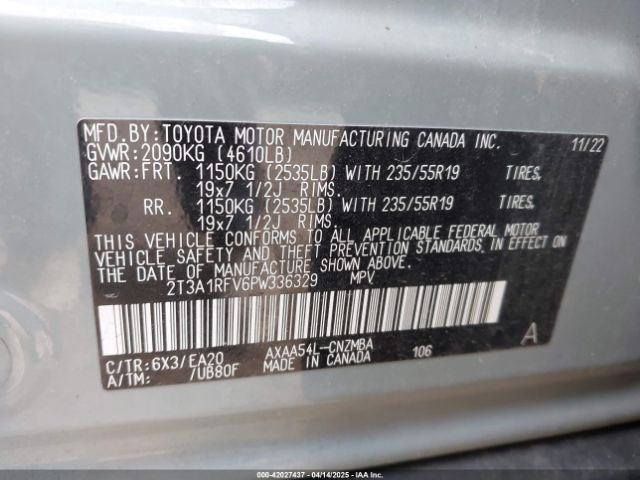 MFD.BY:TOYOTA MOTOR MANUFACTURING CANADA INC. 11/22
GVWR:2090KG (4610LB)
GAWR:FRT. 1150KG (2535LB) WITH 235/55R19 TIRES,
19x7 1/2J RIMS.
RR. 1150KG (2535LB) WITH 235/55R19 TIRES,
19x7 1/2J RIMS.
THIS VEHICLE CONFORMS TO ALL APPLICABLE FEDERAL MOTOR
VEHICLE SAFETY AND THEFT PREVENTION STANDARDS IN EFFECT ON
THE DATE OF MANUFACTURE SHOWN ABOVE.
2T3A1RFV6PW336329 MPV
C/TR:6X3/EA20 AXAA54L-CNZMBA 106 A
A/TM: /UB80F MADE IN CANADA
000-42027437 - 04/14/2025 - IAA Inc.